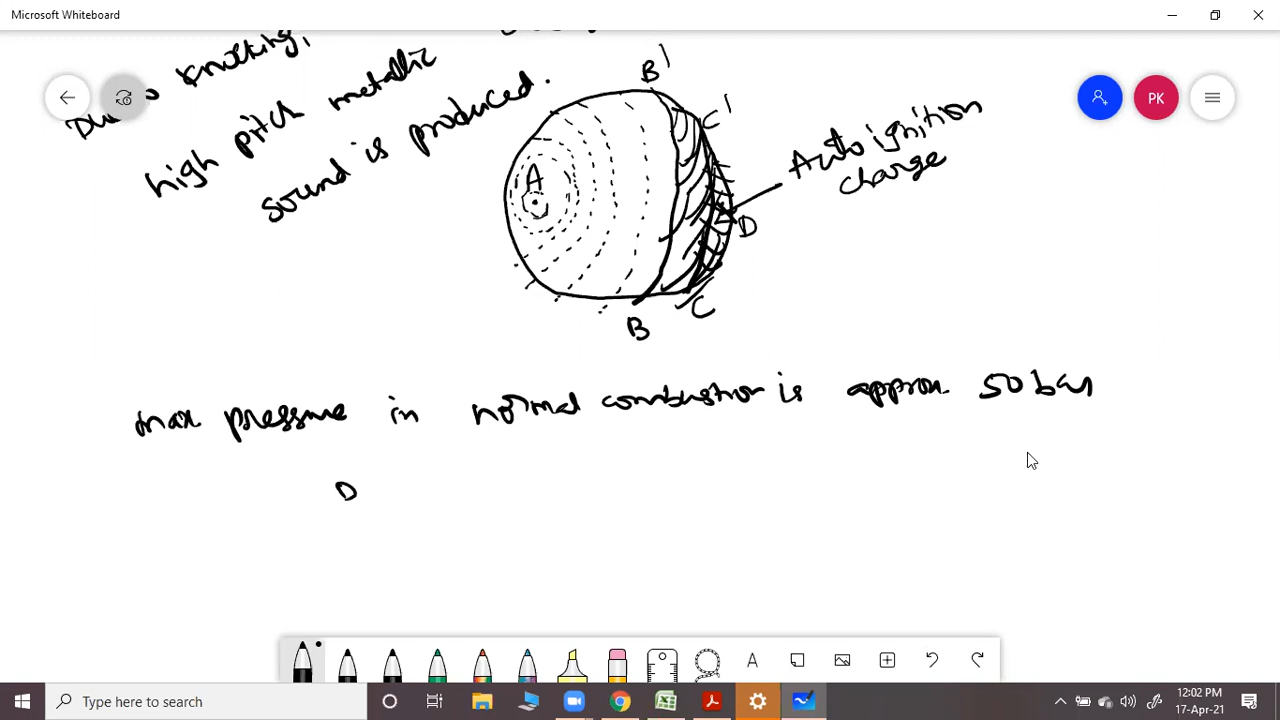 Microsoft Whiteboard
knocking,
high pitch metallic
sound is produced.
B'
C'
A
Auto ignition
charge
D
C
B
PK
max pressure in normal combustion is approx. 50 bar
D
A
Type here to search
12:02 PM
17-Apr-21